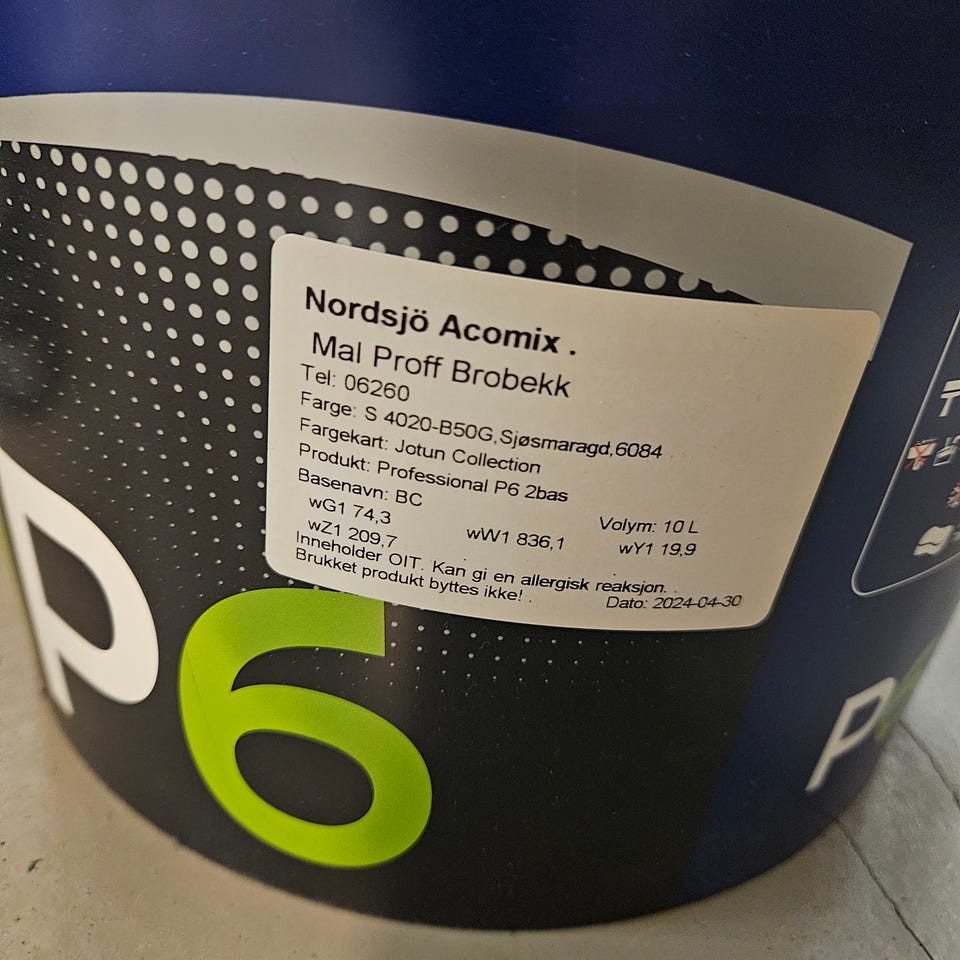 Nordsjö Acomix .
Mal Proff Brobekk
Tel: 06260
Farge: S 4020-B50G,Sjøsmaragd,6084
Fargekart: Jotun Collection
Produkt: Professional P6 2bas
Basenavn: BC
Volym: 10 L
wG1 74,3 wW1 836,1 wY1 19,9
wZ1 209,7
Inneholder OIT. Kan gi en allergisk reaksjon. .
Brukket produkt byttes ikke! . Dato: 2024-04-30
P6
P6